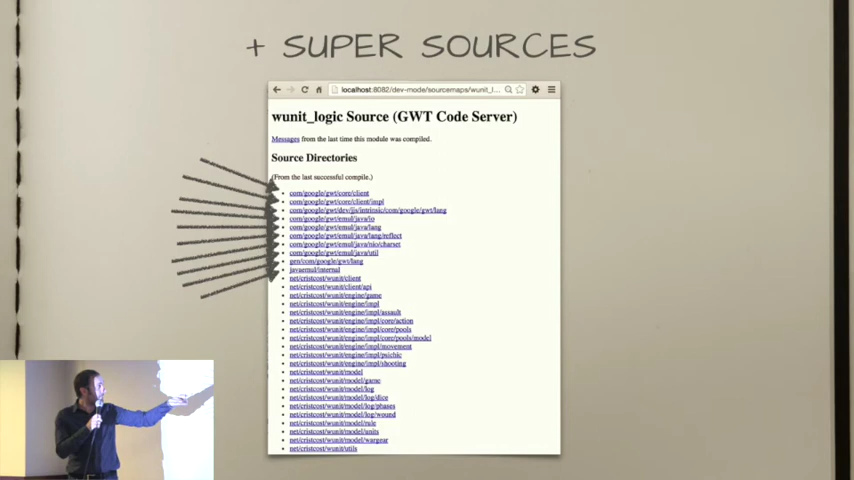 + SUPER SOURCES
localhost:8082/dev-mode/sourcemaps/wunit_l...
wunit_logic Source (GWT Code Server)
Messages from the last time this module was compiled.
Source Directories
(From the last successful compile.)
com/google/gwt/core/client
com/google/gwt/core/client/impl
com/google/gwt/dev/jjs/intrinsic/com/google/gwt/lang
com/google/gwt/emul/java/io
com/google/gwt/emul/java/lang
com/google/gwt/emul/java/lang/reflect
com/google/gwt/emul/java/nio/charset
com/google/gwt/emul/java/util
gen/com/google/gwt/lang
javaemul/internal
net/cristcost/wunit/client
net/cristcost/wunit/client/api
net/cristcost/wunit/engine/game
net/cristcost/wunit/engine/impl
net/cristcost/wunit/engine/impl/assault
net/cristcost/wunit/engine/impl/core/action
net/cristcost/wunit/engine/impl/core/pools
net/cristcost/wunit/engine/impl/core/pools/model
net/cristcost/wunit/engine/impl/movement
net/cristcost/wunit/engine/impl/psichic
net/cristcost/wunit/engine/impl/shooting
net/cristcost/wunit/model
net/cristcost/wunit/model/game
net/cristcost/wunit/model/log
net/cristcost/wunit/model/log/dice
net/cristcost/wunit/model/log/phases
net/cristcost/wunit/model/log/wound
net/cristcost/wunit/model/rule
net/cristcost/wunit/model/units
net/cristcost/wunit/model/wargear
net/cristcost/wunit/utils